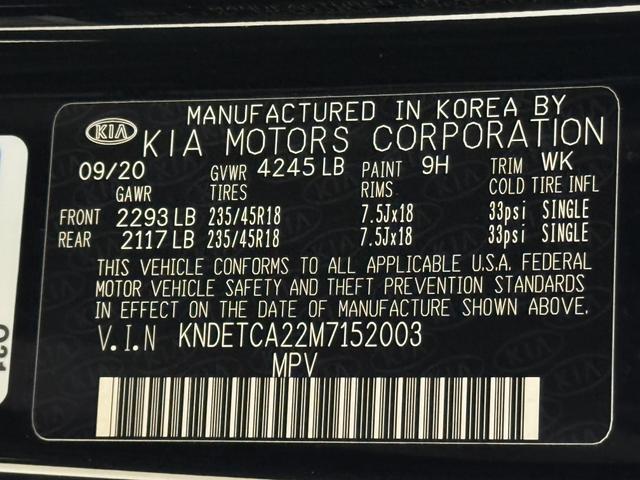 MANUFACTURED IN KOREA BY
KIA KIA MOTORS CORPORATION
09/20 GVWR 4245 LB PAINT 9H TRIM WK
GAWR TIRES RIMS COLD TIRE INFL
FRONT 2293 LB 235/45R18 7.5Jx18 33psi SINGLE
REAR 2117 LB 235/45R18 7.5Jx18 33psi SINGLE
THIS VEHICLE CONFORMS TO ALL APPLICABLE U.S.A. FEDERAL
MOTOR VEHICLE SAFETY AND THEFT PREVENTION STANDARDS
IN EFFECT ON THE DATE OF MANUFACTURE SHOWN ABOVE.
V.I.N KNDETCA22M7152003
MPV